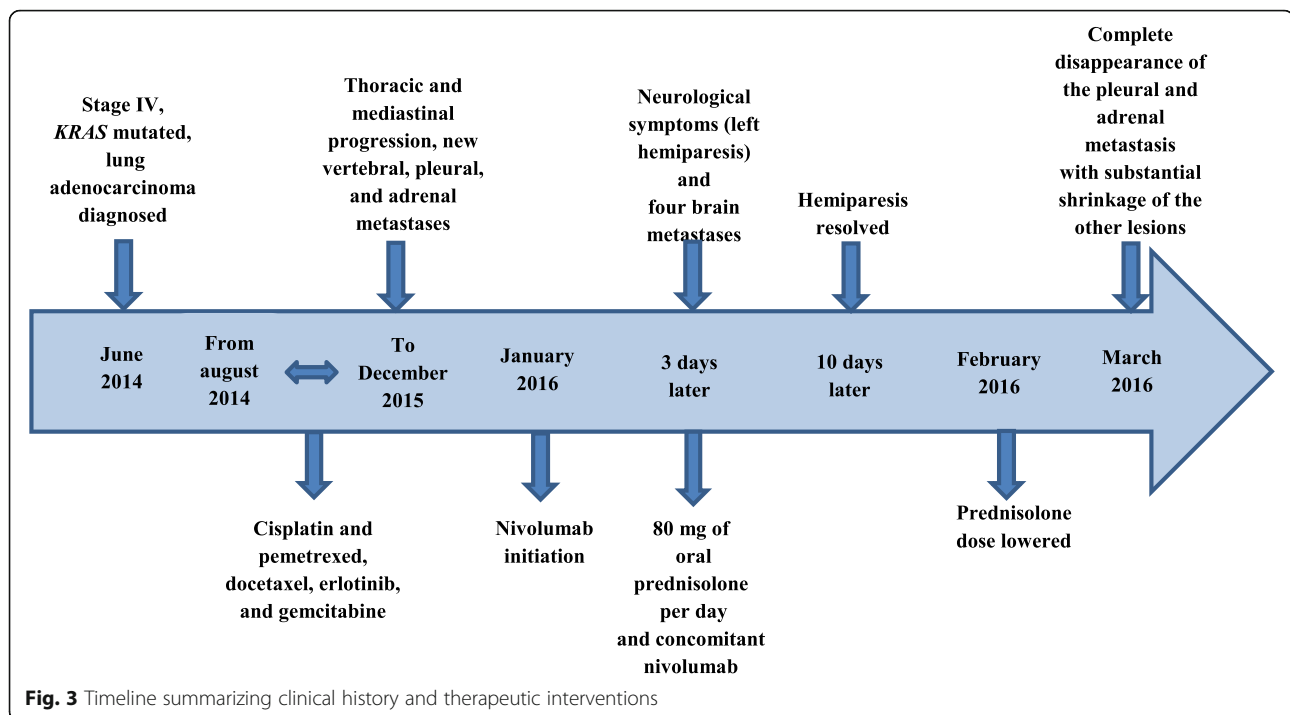 Stage IV,
KRAS mutated,
lung
adenocarcinoma
diagnosed
Thoracic and
mediastinal
progression, new
vertebral, pleural,
and adrenal
metastases
Neurological
symptoms (left
hemiparesis)
and
four brain
metastases
Hemiparesis
resolved
Complete
disappearance
of
the pleural and
adrenal
metastasis
with substantial
shrinkage of the
other lesions
June
2014
From
august
2014
To
December
2015
January
2016
3 days
later
10 days
later
February
2016
March
2016
Cisplatin and
pemetrexed,
docetaxel, erlotinib,
and gemcitabine
Nivolumab
initiation
80 mg of
oral
prednisolone
per day
and concomitant
nivolumab
Prednisolone
dose lowered
Fig. 3 Timeline summarizing clinical history and therapeutic interventions